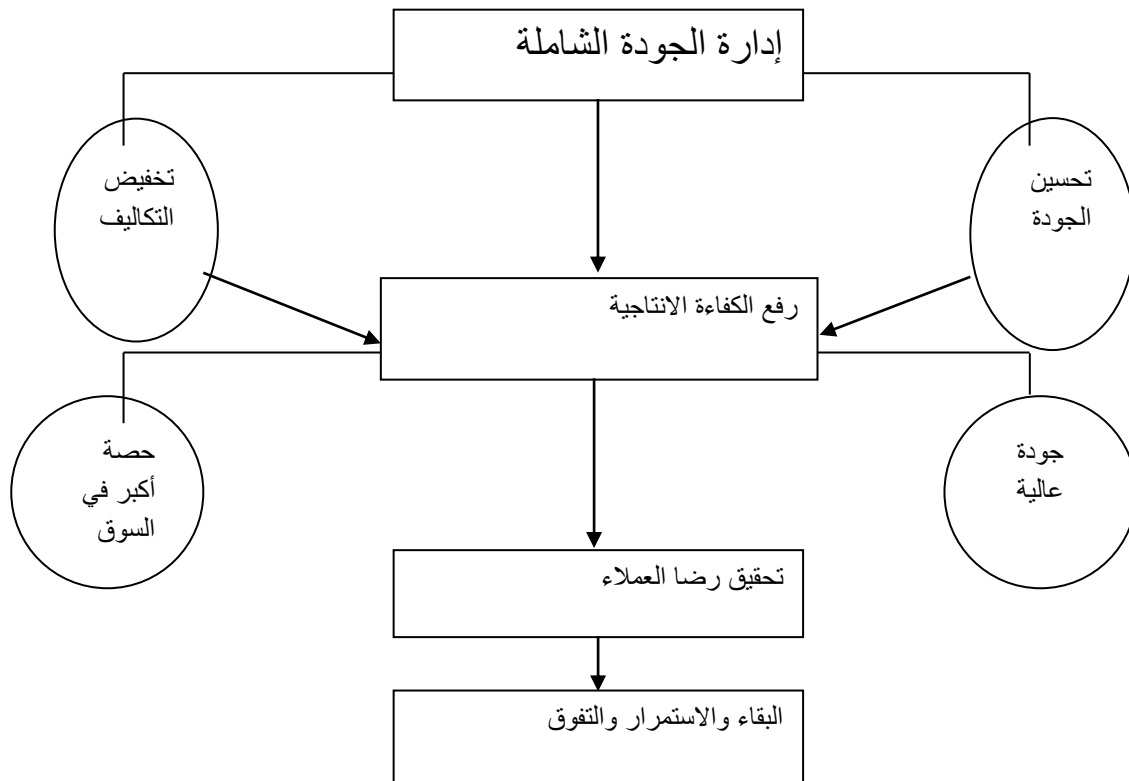 إدارة الجودة الشاملة
تحسين
الجودة
تخفيض
التكاليف
رفع الكفاءة الانتاجية
جودة
عالية
حصة
أكبر في
السوق
تحقيق رضا العملاء
البقاء والاستمرار والتفوق